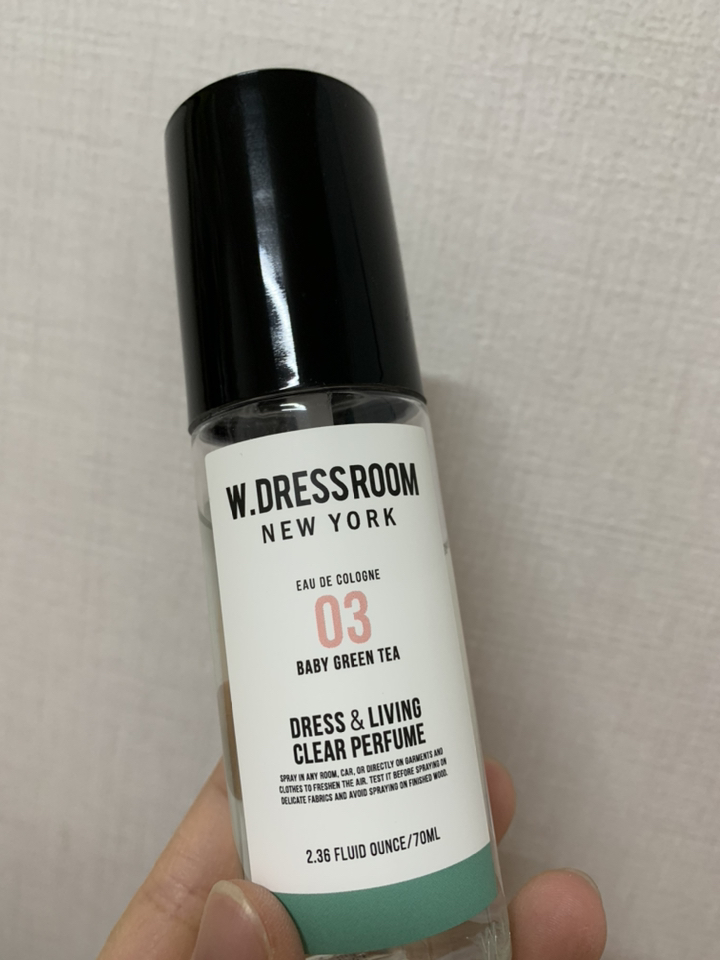 W.DRESSROOM
NEW YORK
EAU DE COLOGNE
03
BABY GREEN TEA
DRESS & LIVING
CLEAR PERFUME
SPRAY IN ANY ROOM, CAR, OR DIRECTLY ON GARMENTS AND
CLOTHES TO FRESHEN THE AIR. TEST IT BEFORE SPRAYING ON
DELICATE FABRICS AND AVOID SPRAYING ON FINISHED WOOD.
2.36 FLUID OUNCE/70ML